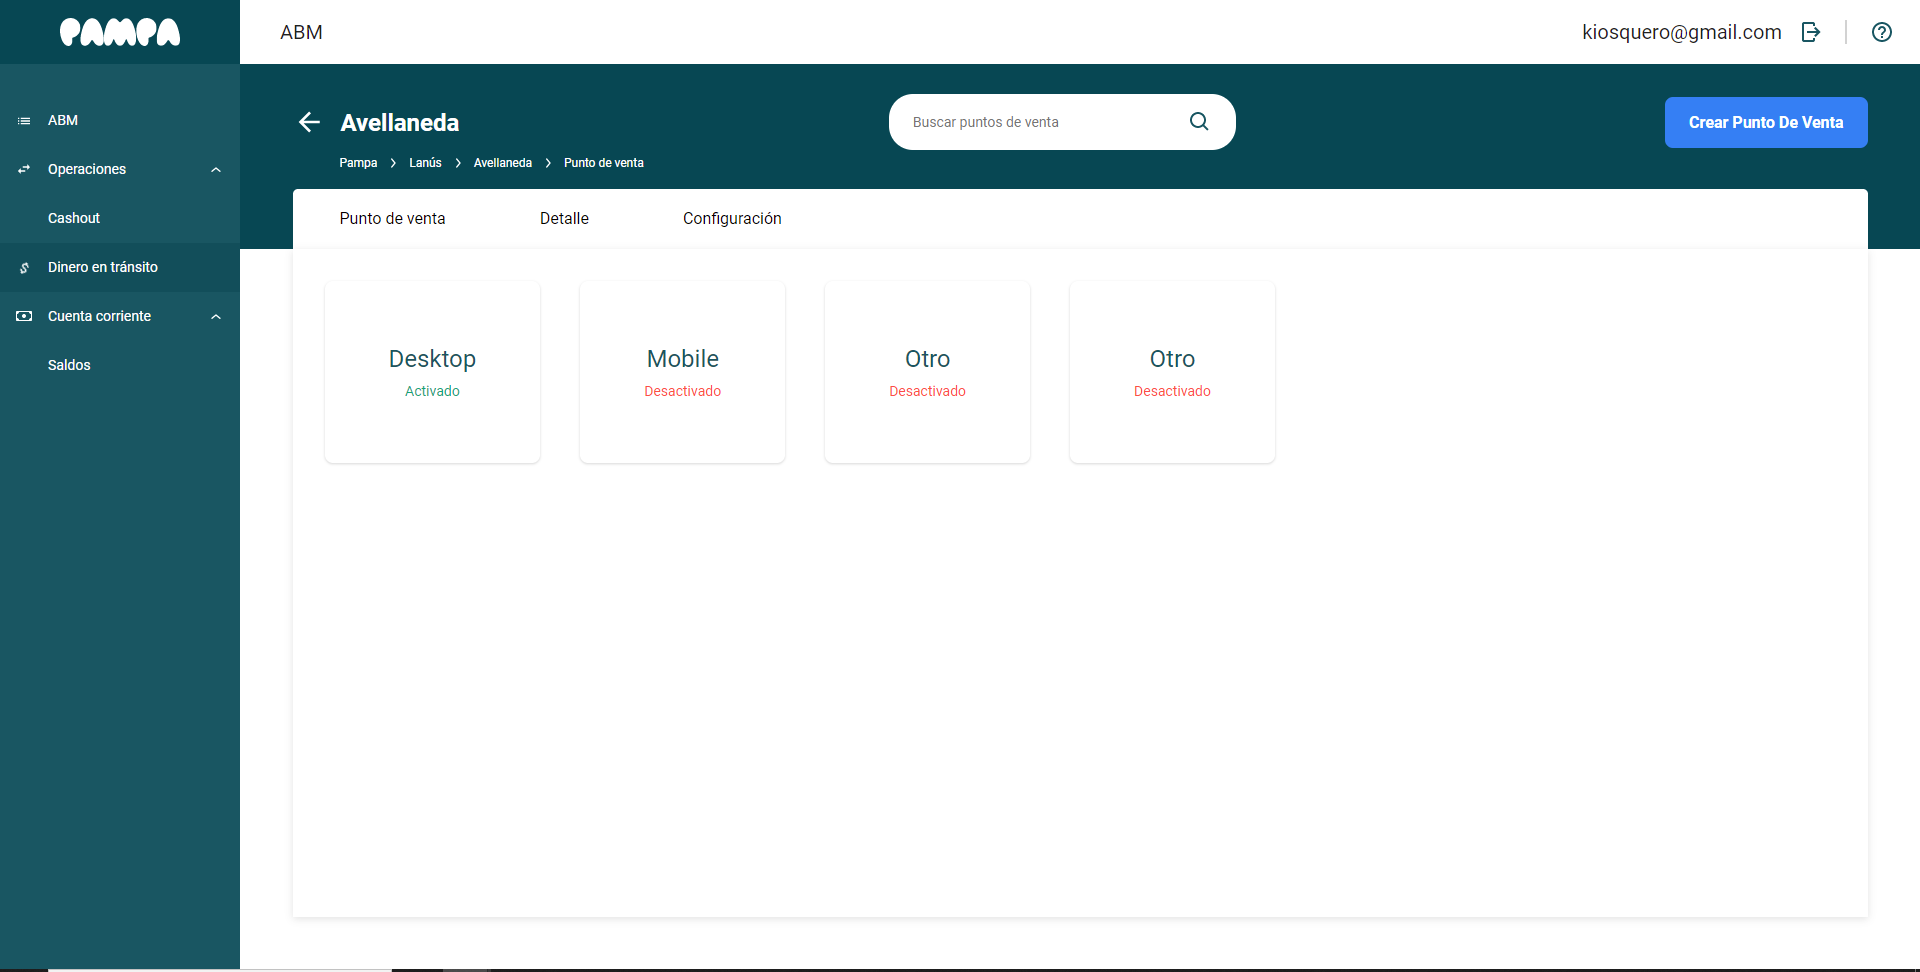 PAMPA
ABM
kiosquero@gmail.com
ABM
Operaciones
Cashout
Dinero en tránsito
Cuenta corriente
Saldos
Avellaneda
Buscar puntos de venta
Crear Punto De Venta
Pampa > Lanús > Avellaneda > Punto de venta
Punto de venta Detalle Configuración
Desktop
Activado
Mobile
Desactivado
Otro
Desactivado
Otro
Desactivado